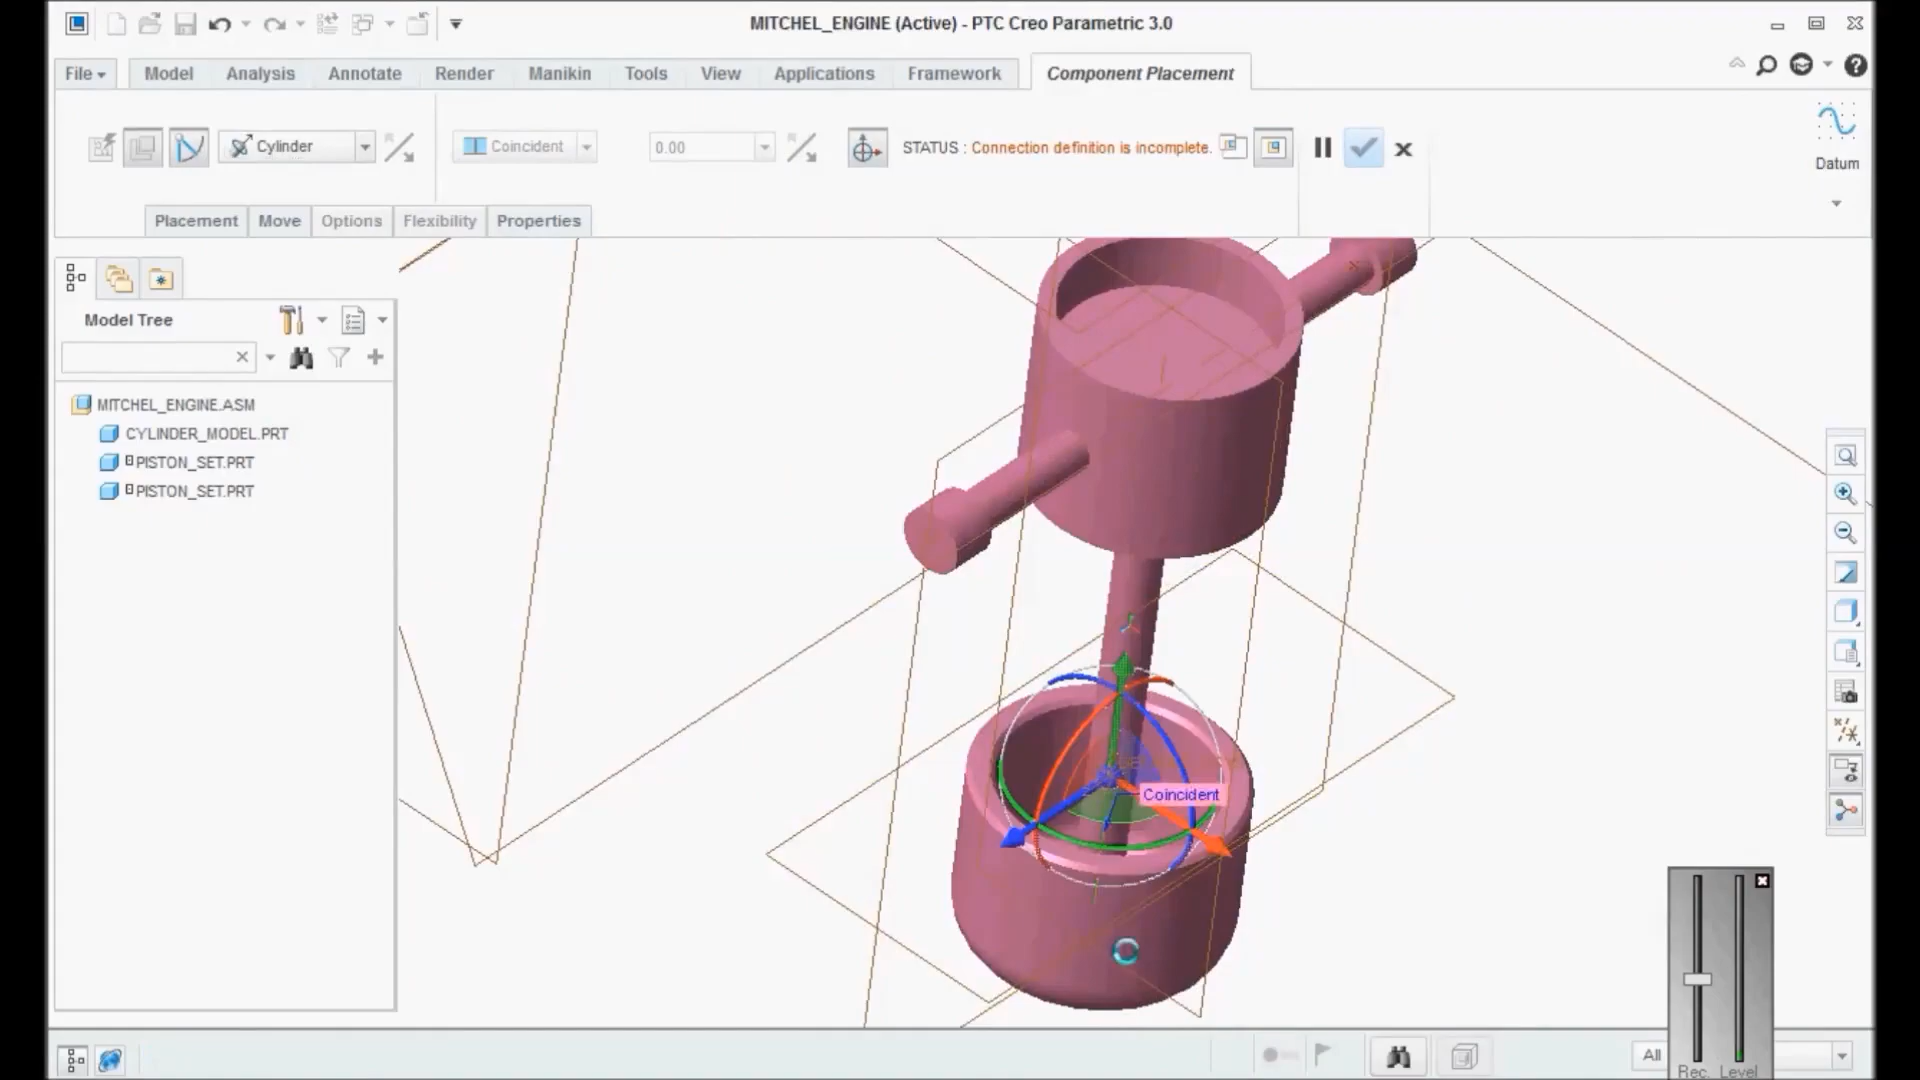 MITCHEL_ENGINE (Active) - PTC Creo Parametric 3.0
File Model Analysis Annotate Render Manikin Tools View Applications Framework Component Placement
Cylinder Coincident 0.00 STATUS : Connection definition is incomplete.
Datum
Placement Move Options Flexibility Properties
Model Tree
MITCHEL_ENGINE.ASM
CYLINDER_MODEL.PRT
PISTON_SET.PRT
PISTON_SET.PRT
Coincident
All
Rec. Level